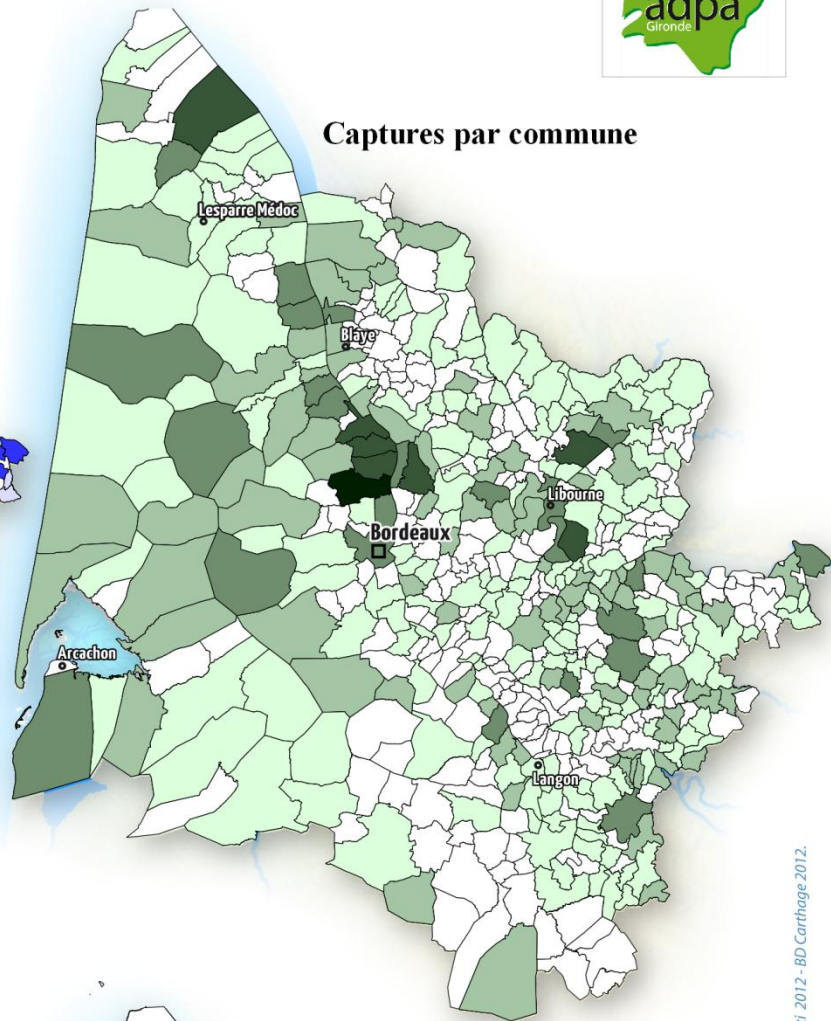 adpa
Gironde
Captures par commune
Lesparre Médoc
Blaye
Libourne
Bordeaux
Arcachon
Langon
2012 - BD Carthage 2012.